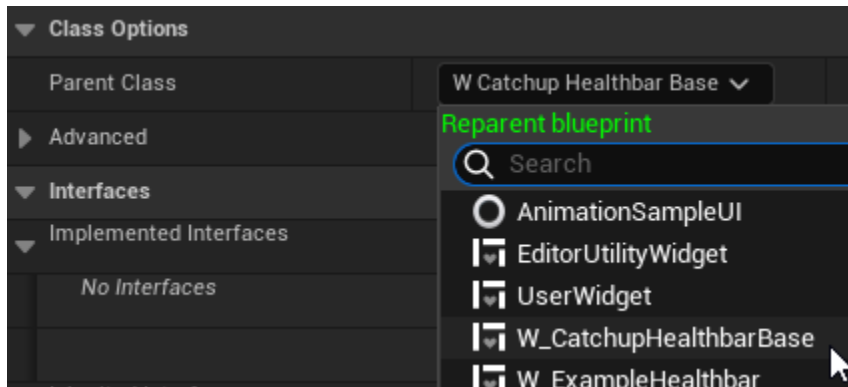 Class Options
Parent Class
W Catchup Healthbar Base
Reparent blueprint
Advanced
Search
Interfaces
AnimationSampleUI
Implemented Interfaces
EditorUtilityWidget
No Interfaces
UserWidget
W_CatchupHealthbarBase
W_ExampleHealthbar